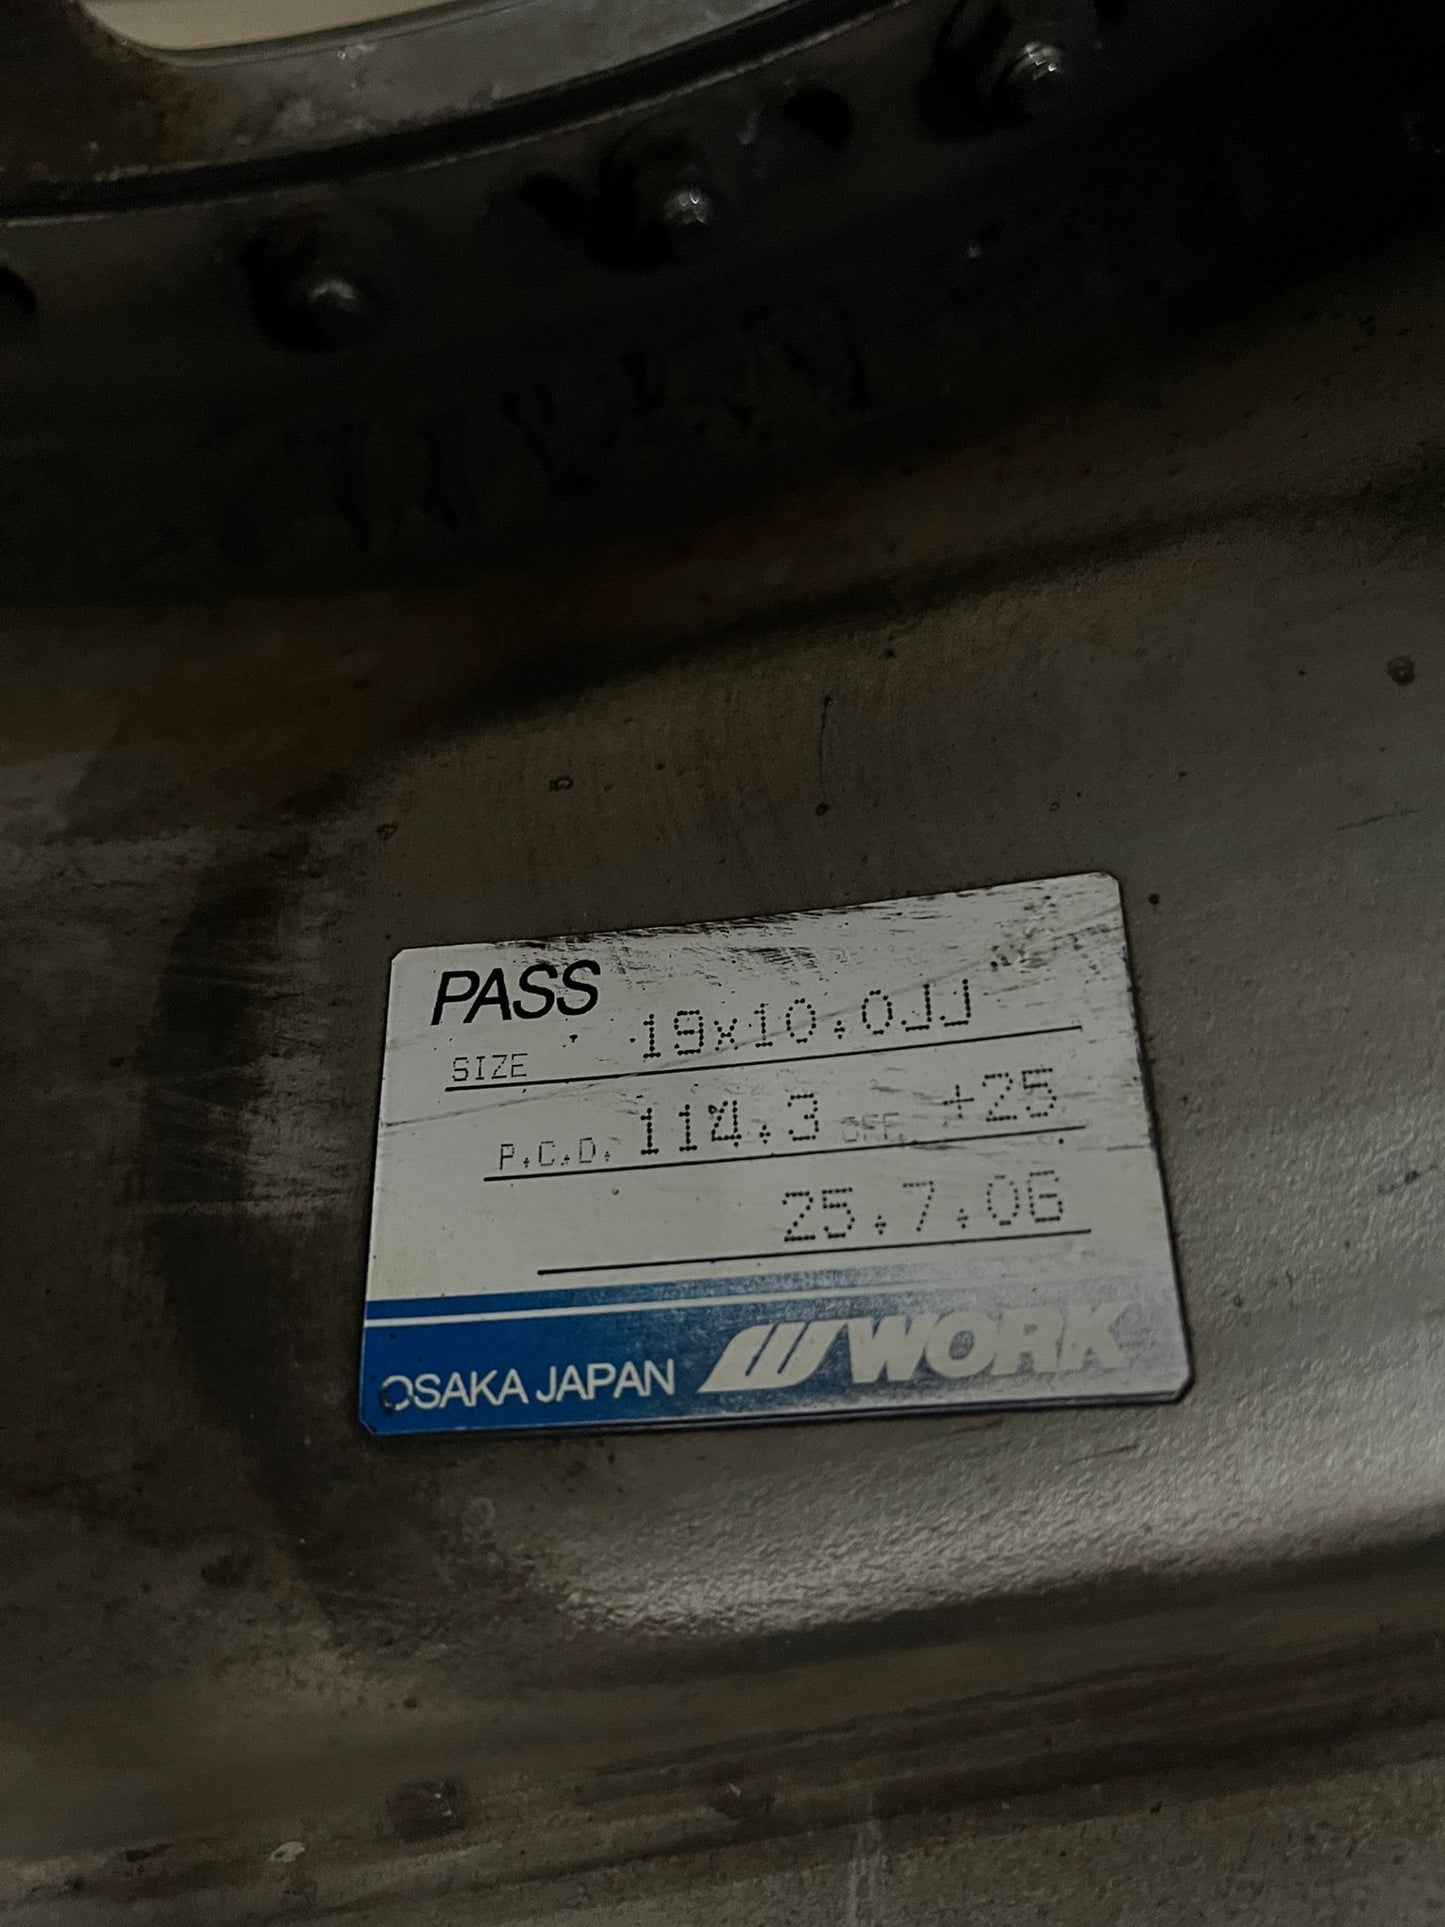 PASS
SIZE 19x10.0JJ
P.C.D. 114.3 OFF. +25
25.7.06
OSAKA JAPAN WORK